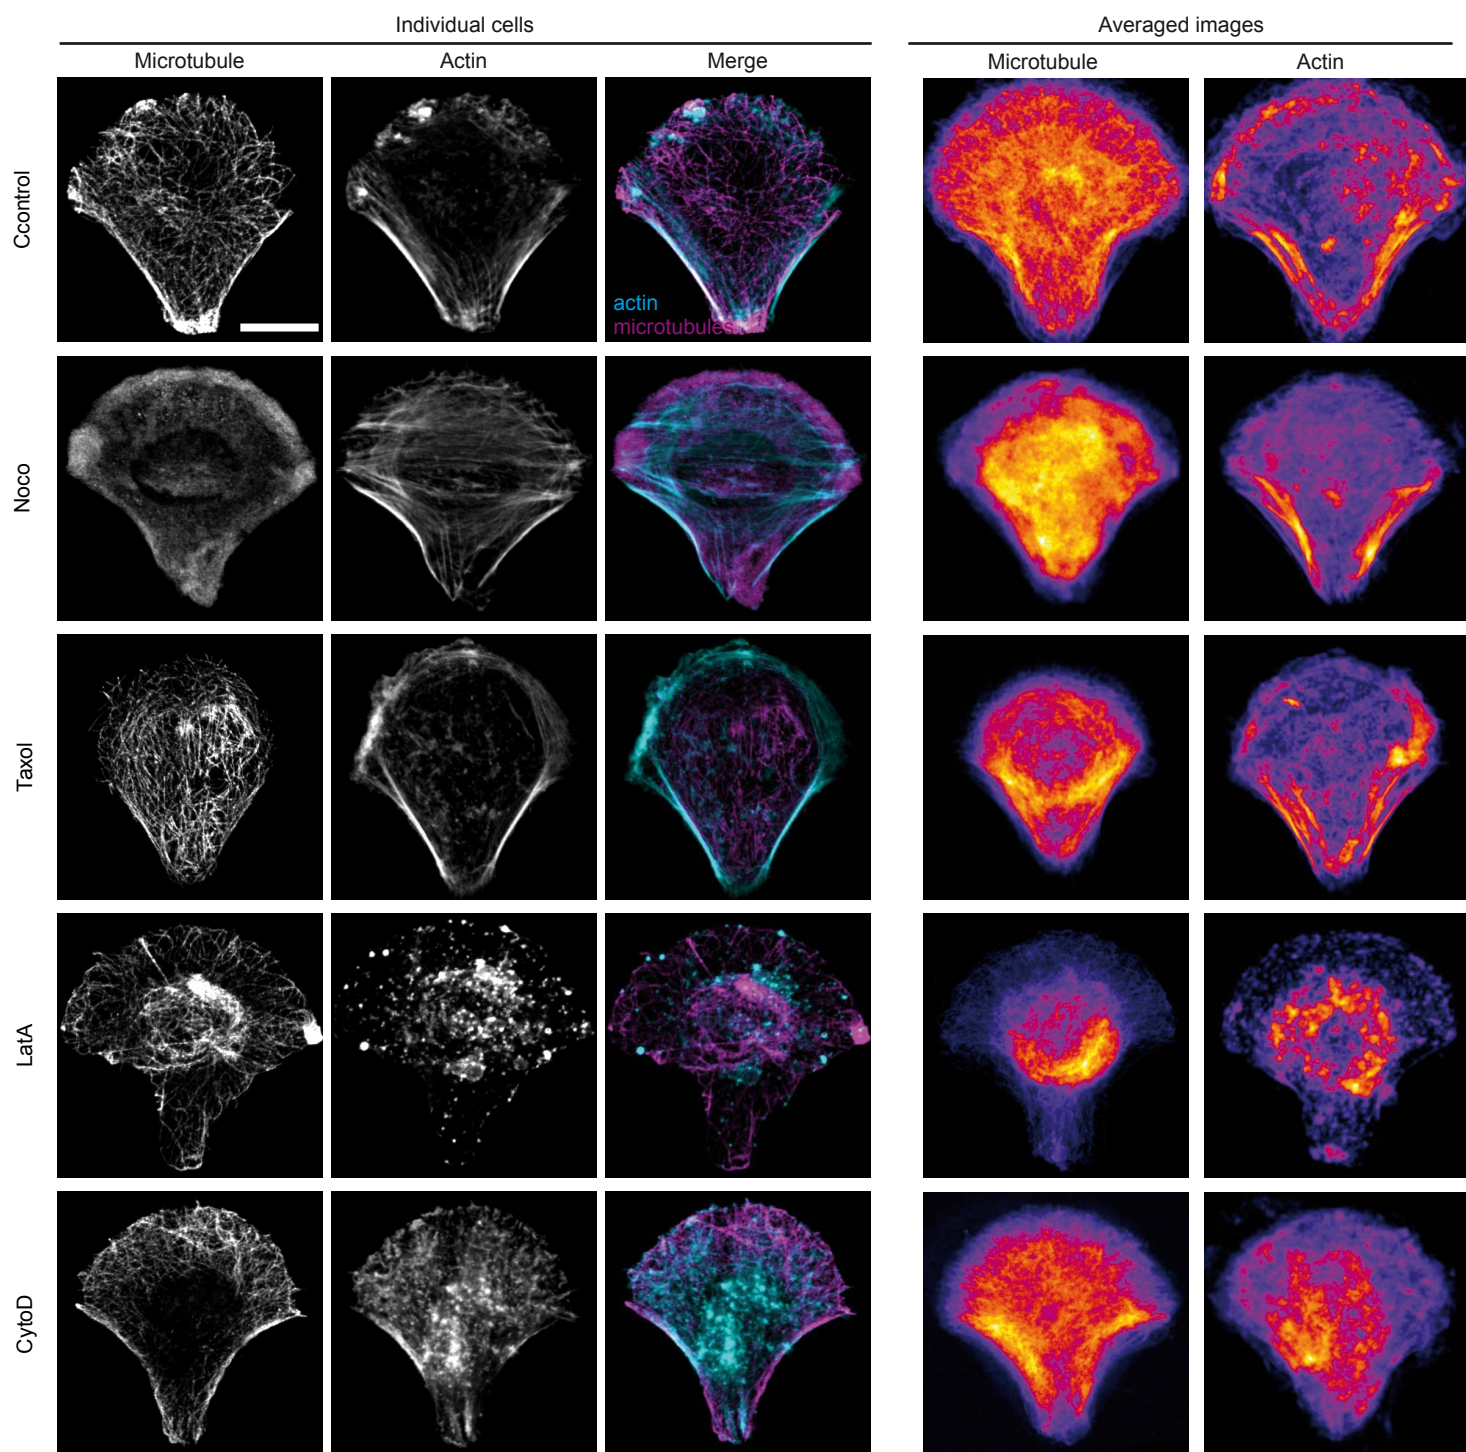 Individual cells
Averaged images
Microtubule
Actin
Merge
Microtubule
Actin
Ccontrol
actin
microtubules
Noco
Taxol
LatA
CytoD